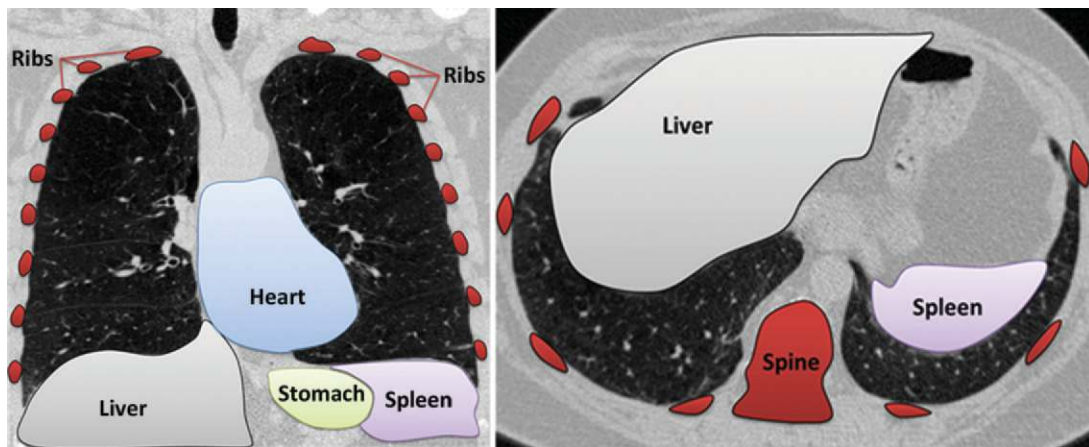 Ribs
Ribs
Heart
Liver
Stomach
Spleen
Liver
Spleen
Spine